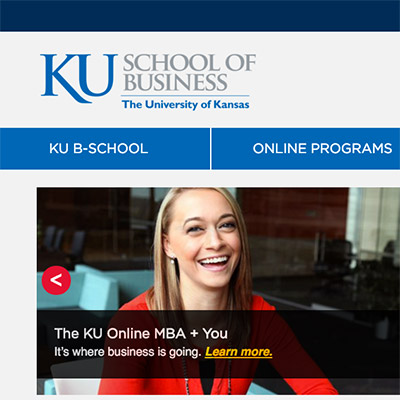 KU SCHOOL OF
BUSINESS
The University of Kansas
KU B-SCHOOL
ONLINE PROGRAMS
<
The KU Online MBA + You
It's where business is going. Learn more.